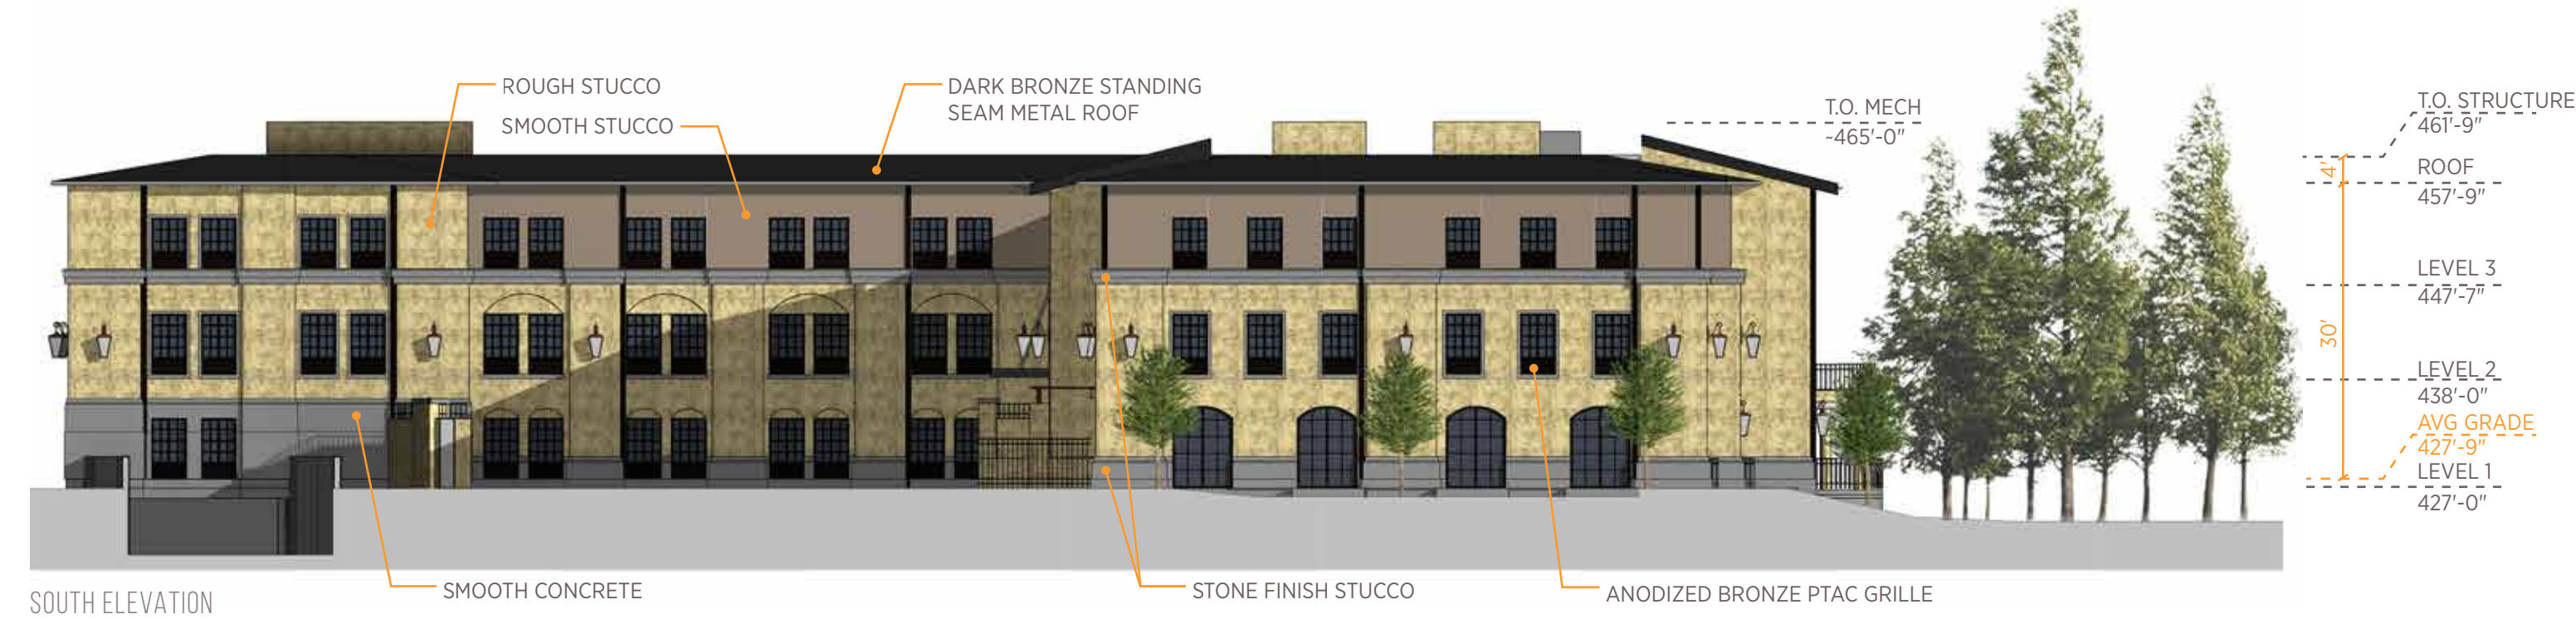 ROUGH STUCCO
SMOOTH STUCCO
DARK BRONZE STANDING
SEAM METAL ROOF
T.O. MECH
~465'-0"
T.O. STRUCTURE
461'-9"
4'
ROOF
457'-9"
LEVEL 3
447'-7"
30'
LEVEL 2
438'-0"
AVG GRADE
427'-9"
LEVEL 1
427'-0"
SMOOTH CONCRETE
STONE FINISH STUCCO
ANODIZED BRONZE PTAC GRILLE
SOUTH ELEVATION